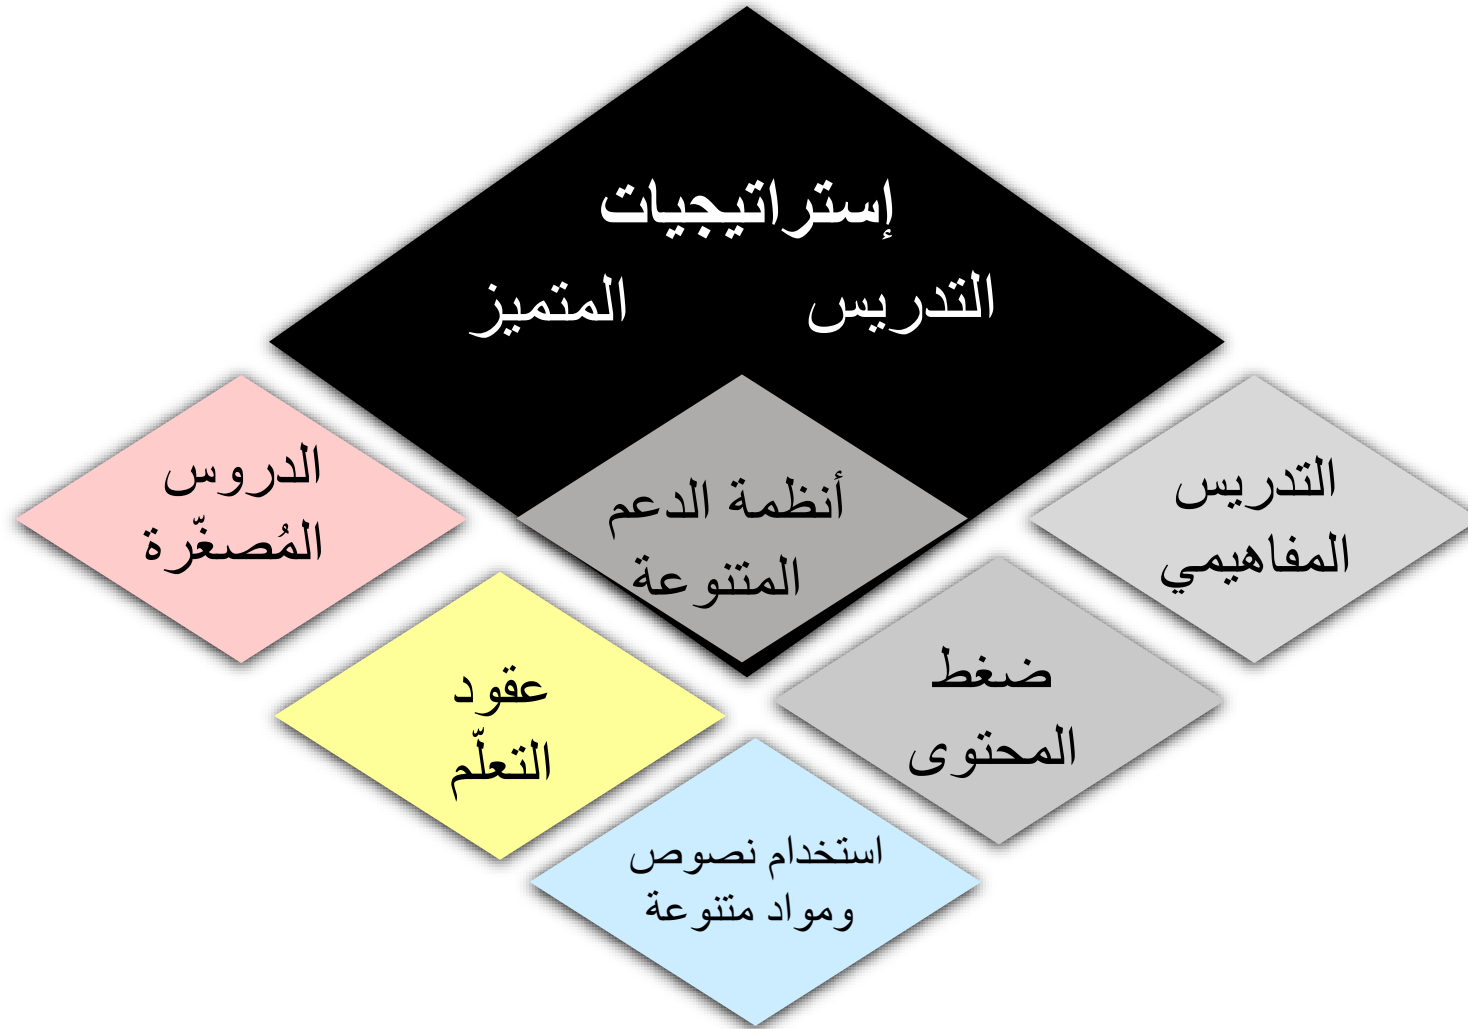 إستراتيجيات
التدريس المتميز
التدريس
المفاهيمي
أنظمة الدعم
المتنوعة
الدروس
المُصغّرة
ضغط
المحتوى
عقود
التعلّم
استخدام نصوص
ومواد متنوعة